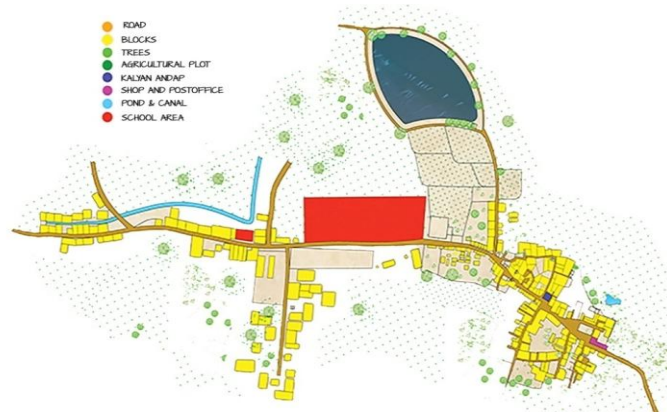 ROAD
BLOCKS
TREES
AGRICULTURAL PLOT
KALYAN ANDAP
SHOP AND POSTOFFICE
POND & CANAL
SCHOOL AREA